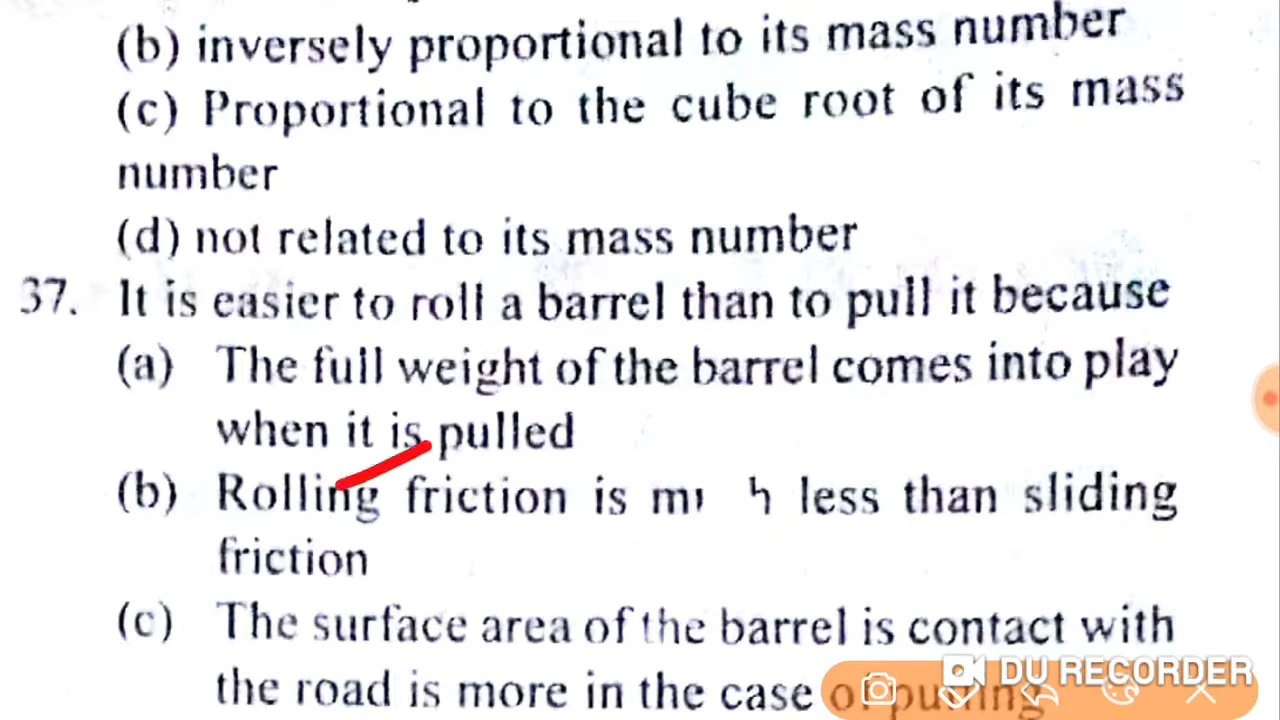 (b) inversely proportional to its mass number
(c) Proportional to the cube root of its mass
number
(d) not related to its mass number
37. It is easier to roll a barrel than to pull it because
(a) The full weight of the barrel comes into play
when it is pulled
(b) Rolling friction is less than sliding
friction
(c) The surface area of the barrel is contact with
the road is more in the case of pulling
DU RECORDER